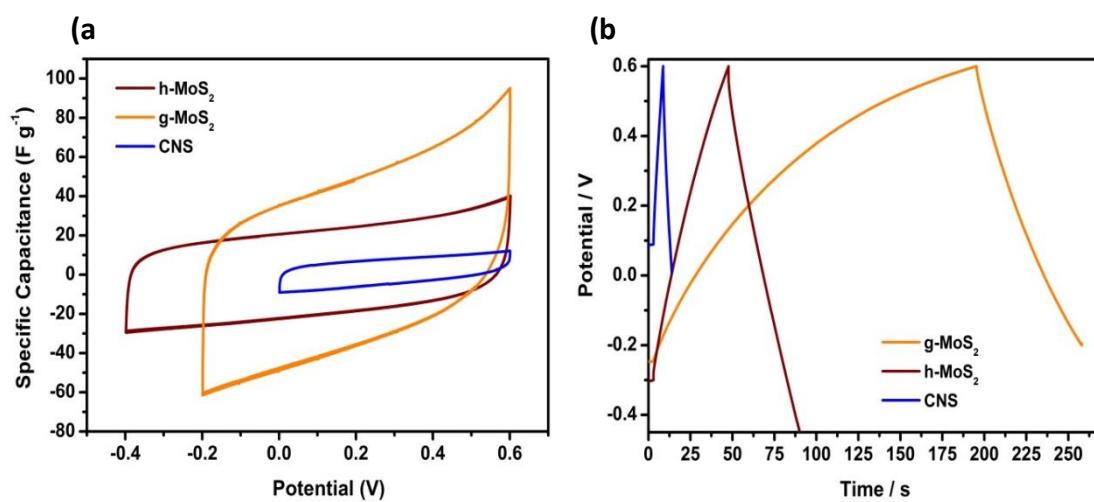 (a
(b
100
80
60
40
20
0
-20
-40
-60
-80
Specific Capacitance (F g⁻¹)
h-MoS₂
g-MoS₂
CNS
-0.4
-0.2
0.0
0.2
0.4
0.6
Potential (V)
0.6
0.4
0.2
0.0
-0.2
-0.4
Potential / V
g-MoS₂
h-MoS₂
CNS
0
25
50
75
100
125
150
175
200
225
250
Time / s